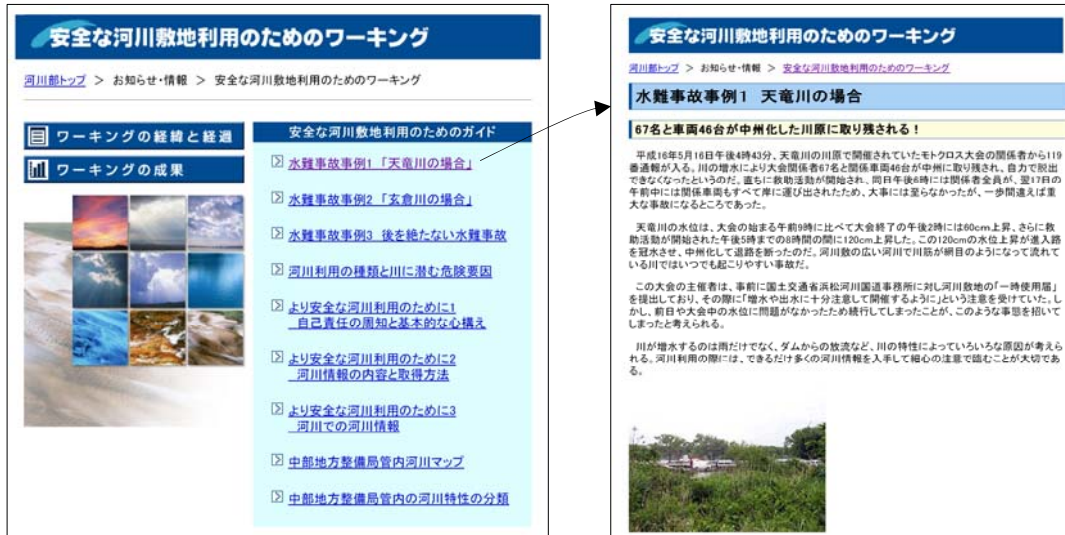 安全な河川敷地利用のためのワーキング
河川部トップ ＞ お知らせ・情報 ＞ 安全な河川敷地利用のためのワーキング
ワーキングの経緯と経過
ワーキングの成果
安全な河川敷地利用のためのガイド
水難事故事例1 「天竜川の場合」
水難事故事例2 「玄倉川の場合」
水難事故事例3 後を絶たない水難事故
河川利用の種類と川に潜む危険要因
より安全な河川利用のために1
自己責任の周知と基本的な心構え
より安全な河川利用のために2
河川情報の内容と取得方法
より安全な河川利用のために3
河川での河川情報
中部地方整備局管内河川マップ
中部地方整備局管内の河川特性の分類
安全な河川敷地利用のためのワーキング
河川部トップ ＞ お知らせ・情報 ＞ 安全な河川敷地利用のためのワーキング
水難事故事例1 天竜川の場合
67名と車両46台が中州化した川原に取り残される！
平成16年5月16日午後4時43分、天竜川の川原で開催されていたモトクロス大会の関係者から119
番通報が入る。川の増水により大会関係者67名と関係車両46台が中州に取り残され、自力で脱出
できなくなったというのだ。直ちに救助活動が開始され、同日午後6時には関係者全員が、翌17日の
午前中には関係車両もすべて岸に運び出されたため、大事には至らなかったが、一歩間違えば重
大な事故になるところであった。
天竜川の水位は、大会の始まる午前9時に比べて大会終了の午後2時には60cm上昇、さらに救
助活動が開始された午後5時までの8時間の間に120cm上昇した。この120cmの水位上昇が進入路
を冠水させ、中州化して退路を断ったのだ。河川敷の広い河川で川筋が網目のようになって流れて
いる川ではいつでも起こりやすい事故だ。
この大会の主催者は、事前に国土交通省浜松河川国道事務所に対し河川敷地の「一時使用届」
を提出しており、その際に「増水や出水に十分注意して開催するように」という注意を受けていた。し
かし、前日や大会中の水位に問題がなかったため続行してしまったことが、このような事態を招いて
しまったと考えられる。
川が増水するのは雨だけでなく、ダムからの放流など、川の特性によっていろいろな原因が考えら
れる。河川利用の際には、できるだけ多くの河川情報を入手して細心の注意で臨むことが大切であ
る。